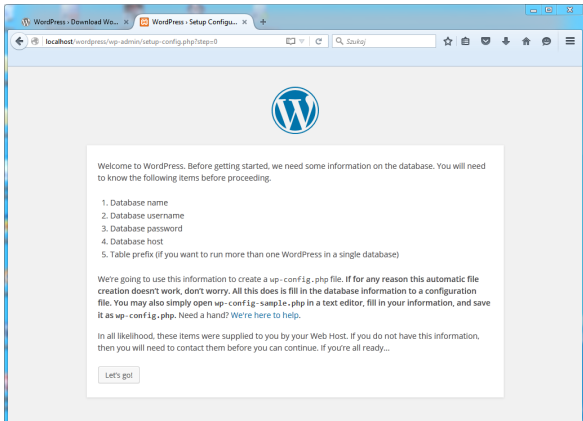 WordPress › Download Wo...
WordPress › Setup Configu...
localhost/wordpress/wp-admin/setup-config.php?step=0
Szukaj
Welcome to WordPress. Before getting started, we need some information on the database. You will need
to know the following items before proceeding.
1. Database name
2. Database username
3. Database password
4. Database host
5. Table prefix (if you want to run more than one WordPress in a single database)
We're going to use this information to create a wp-config.php file. If for any reason this automatic file
creation doesn't work, don't worry. All this does is fill in the database information to a configuration
file. You may also simply open wp-config-sample.php in a text editor, fill in your information, and save
it as wp-config.php. Need a hand? We're here to help.
In all likelihood, these items were supplied to you by your Web Host. If you do not have this information,
then you will need to contact them before you can continue. If you're all ready...
Let's go!